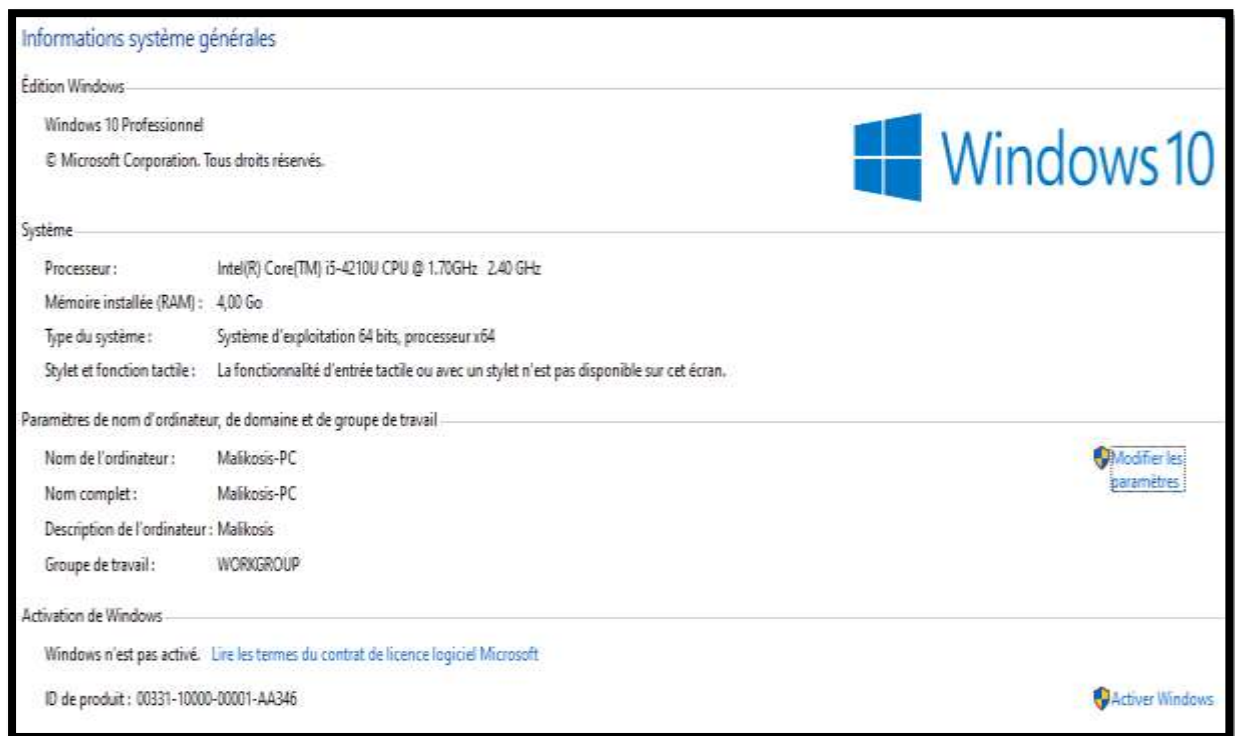 Informations système générales
Édition Windows
Windows 10 Professionnel
© Microsoft Corporation. Tous droits réservés.
Windows 10
Système
Processeur : Intel(R) Core(TM) i5-4210U CPU @ 1.70GHz 2.40 GHz
Mémoire installée (RAM) : 4,00 Go
Type du système : Système d'exploitation 64 bits, processeur x64
Stylet et fonction tactile : La fonctionnalité d'entrée tactile ou avec un stylet n'est pas disponible sur cet écran.
Paramètres de nom d'ordinateur, de domaine et de groupe de travail
Nom de l'ordinateur : Malikosis-PC
Modifier les
paramètres
Nom complet : Malikosis-PC
Description de l'ordinateur : Malikosis
Groupe de travail : WORKGROUP
Activation de Windows
Windows n'est pas activé. Lire les termes du contrat de licence logiciel Microsoft
ID de produit : 00331-10000-00001-AA346
Activer Windows